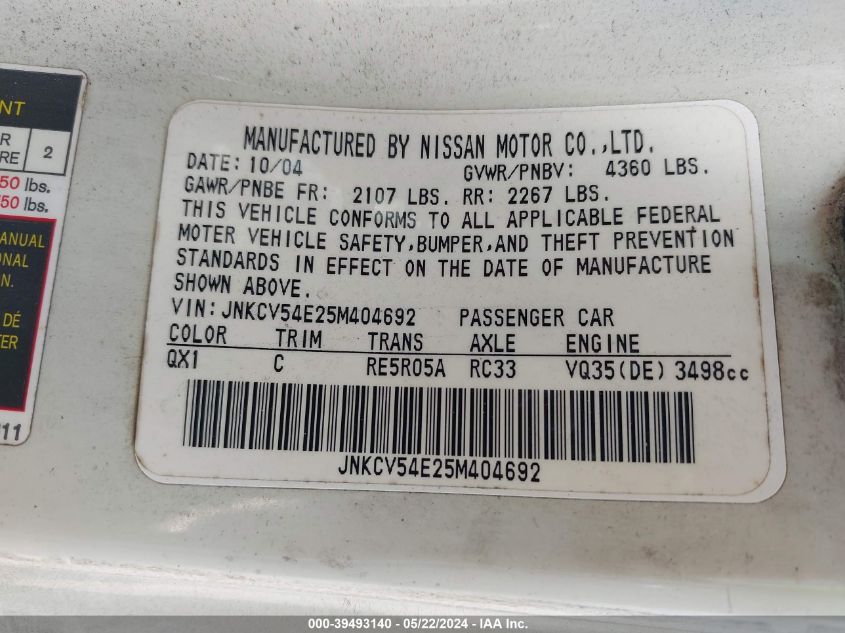 NT
R
RE 2
50 lbs.
50 lbs.
ANUAL
ONAL
ION.
DÉ
TER
11
MANUFACTURED BY NISSAN MOTOR CO.,LTD.
DATE: 10/04 GVWR/PNBV: 4360 LBS.
GAWR/PNBE FR: 2107 LBS. RR: 2267 LBS.
THIS VEHICLE CONFORMS TO ALL APPLICABLE FEDERAL
MOTER VEHICLE SAFETY,BUMPER,AND THEFT PREVENTION
STANDARDS IN EFFECT ON THE DATE OF MANUFACTURE
SHOWN ABOVE.
VIN: JNKCV54E25M404692 PASSENGER CAR
COLOR TRIM TRANS AXLE ENGINE
QX1 C RE5R05A RC33 VQ35(DE) 3498cc
JNKCV54E25M404692
000-39493140 - 05/22/2024 - IAA Inc.